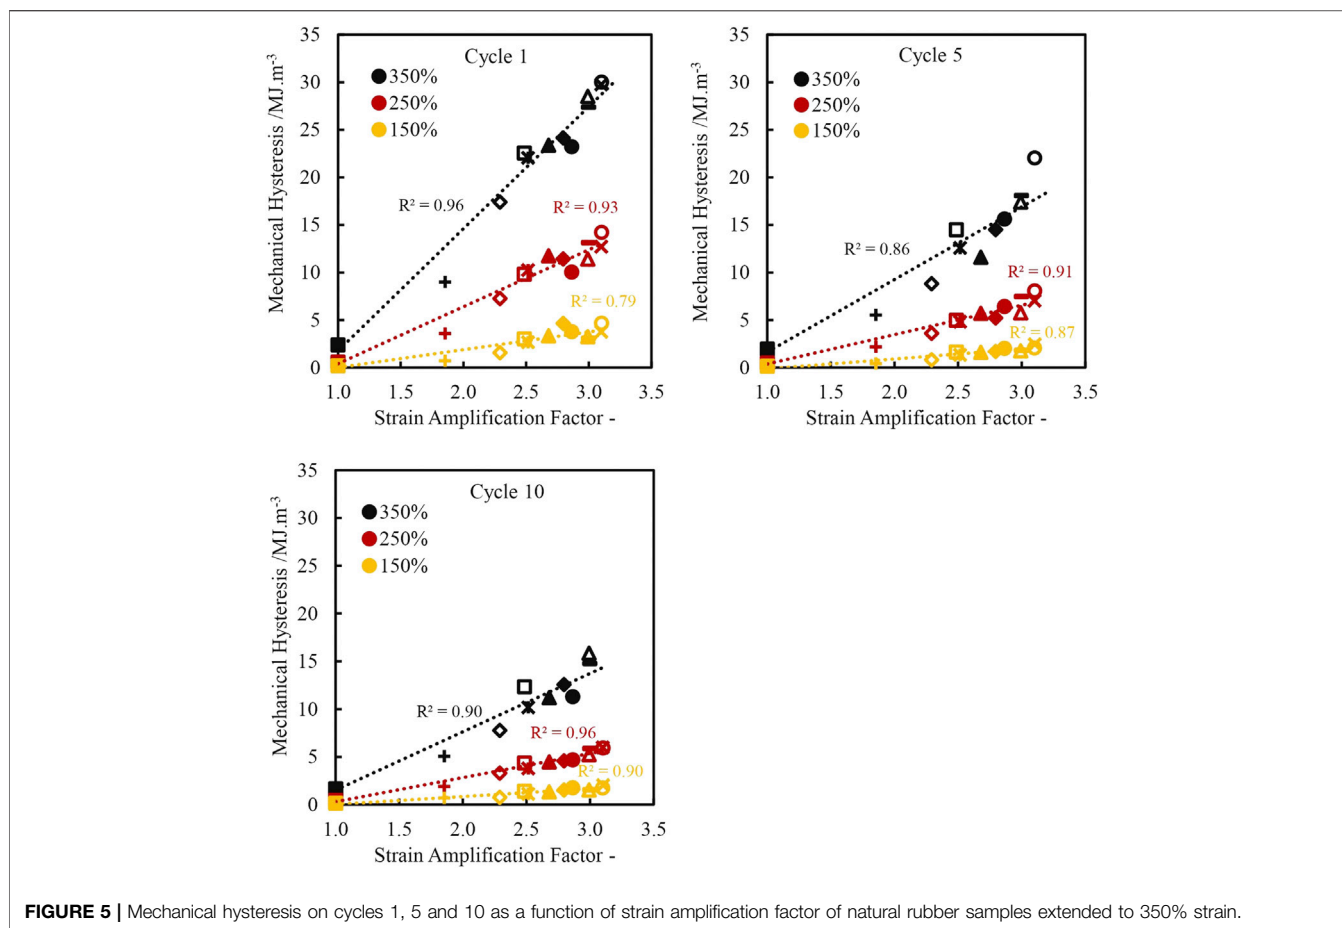 Cycle 1
350%
250%
150%
R² = 0.96
R² = 0.93
R² = 0.79
35
30
25
20
15
10
5
0
1.0 1.5 2.0 2.5 3.0 3.5
Mechanical Hysteresis /MJ.m-3
Strain Amplification Factor -
Cycle 5
350%
250%
150%
R² = 0.86
R² = 0.91
R² = 0.87
35
30
25
20
15
10
5
0
1.0 1.5 2.0 2.5 3.0 3.5
Mechanical Hysteresis /MJ.m-3
Strain Amplification Factor -
Cycle 10
350%
250%
150%
R² = 0.90
R² = 0.96
R² = 0.90
35
30
25
20
15
10
5
0
1.0 1.5 2.0 2.5 3.0 3.5
Mechanical Hysteresis /MJ.m-3
Strain Amplification Factor -
FIGURE 5 | Mechanical hysteresis on cycles 1, 5 and 10 as a function of strain amplification factor of natural rubber samples extended to 350% strain.